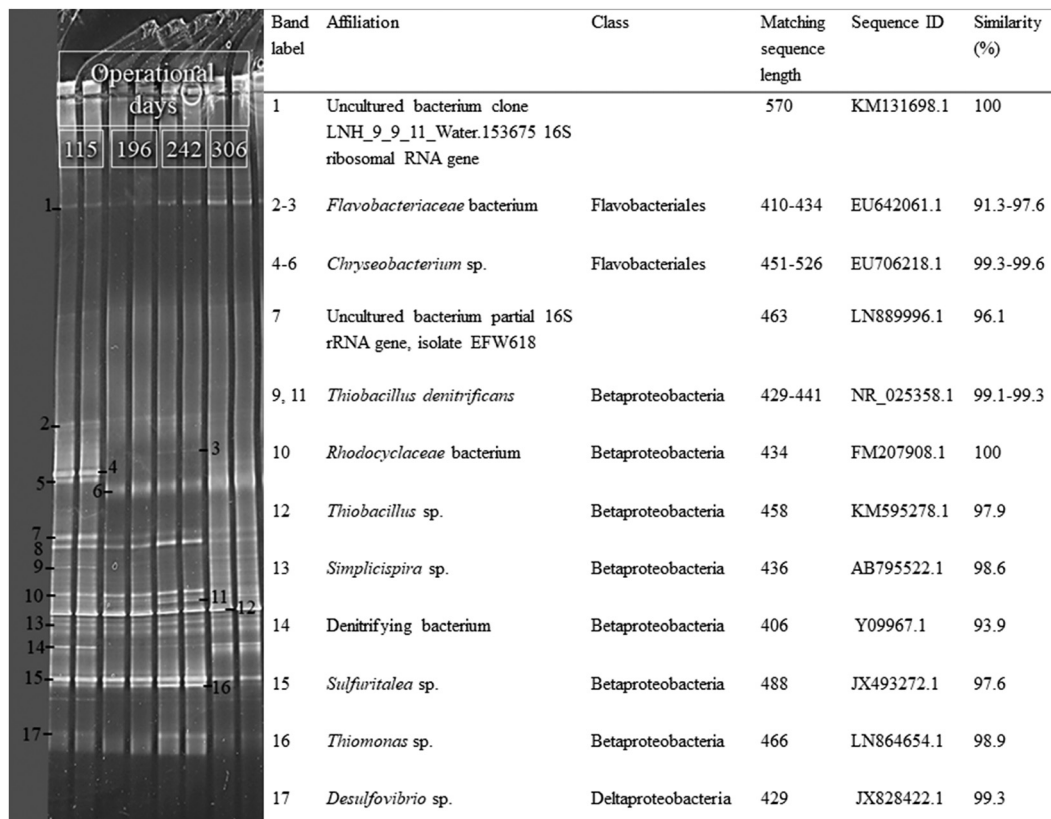 Operational
days
115 196 242 306
1
2
3
4
5
6
7
8
9
10
11
12
13
14
15
16
17
Band label Affiliation Class Matching sequence length Sequence ID Similarity (%)
1 Uncultured bacterium clone 570 KM131698.1 100
LNH_9_9_11_Water.153675 16S
ribosomal RNA gene
2-3 Flavobacteriaceae bacterium Flavobacteriales 410-434 EU642061.1 91.3-97.6
4-6 Chryseobacterium sp. Flavobacteriales 451-526 EU706218.1 99.3-99.6
7 Uncultured bacterium partial 16S 463 LN889996.1 96.1
rRNA gene, isolate EFW618
9, 11 Thiobacillus denitrificans Betaproteobacteria 429-441 NR_025358.1 99.1-99.3
10 Rhodocyclaceae bacterium Betaproteobacteria 434 FM207908.1 100
12 Thiobacillus sp. Betaproteobacteria 458 KM595278.1 97.9
13 Simplicispira sp. Betaproteobacteria 436 AB795522.1 98.6
14 Denitrifying bacterium Betaproteobacteria 406 Y09967.1 93.9
15 Sulfuritalea sp. Betaproteobacteria 488 JX493272.1 97.6
16 Thiomonas sp. Betaproteobacteria 466 LN864654.1 98.9
17 Desulfovibrio sp. Deltaproteobacteria 429 JX828422.1 99.3